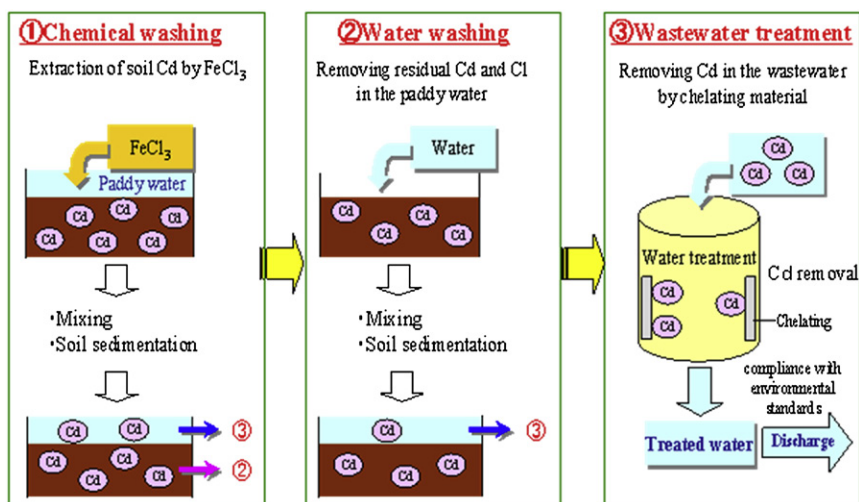 ①Chemical washing
Extraction of soil Cd by FeCl₃
FeCl₃
Paddy water
Cd
Cd
Cd
Cd
Cd
Cd
Cd
・Mixing
・Soil sedimentation
Cd
Cd
③
Cd
Cd
Cd
Cd
②
②Water washing
Removing residual Cd and Cl
in the paddy water
Water
Cd
Cd
Cd
Cd
・Mixing
・Soil sedimentation
Cd
③
Cd
Cd
Cd
③Wastewater treatment
Removing Cd in the wastewater
by chelating material
Cd
Cd
Cd
Water treatment
Cd removal
Cd
Cd
Cd
Chelating
compliance with
environmental
standards
Treated water
Discharge